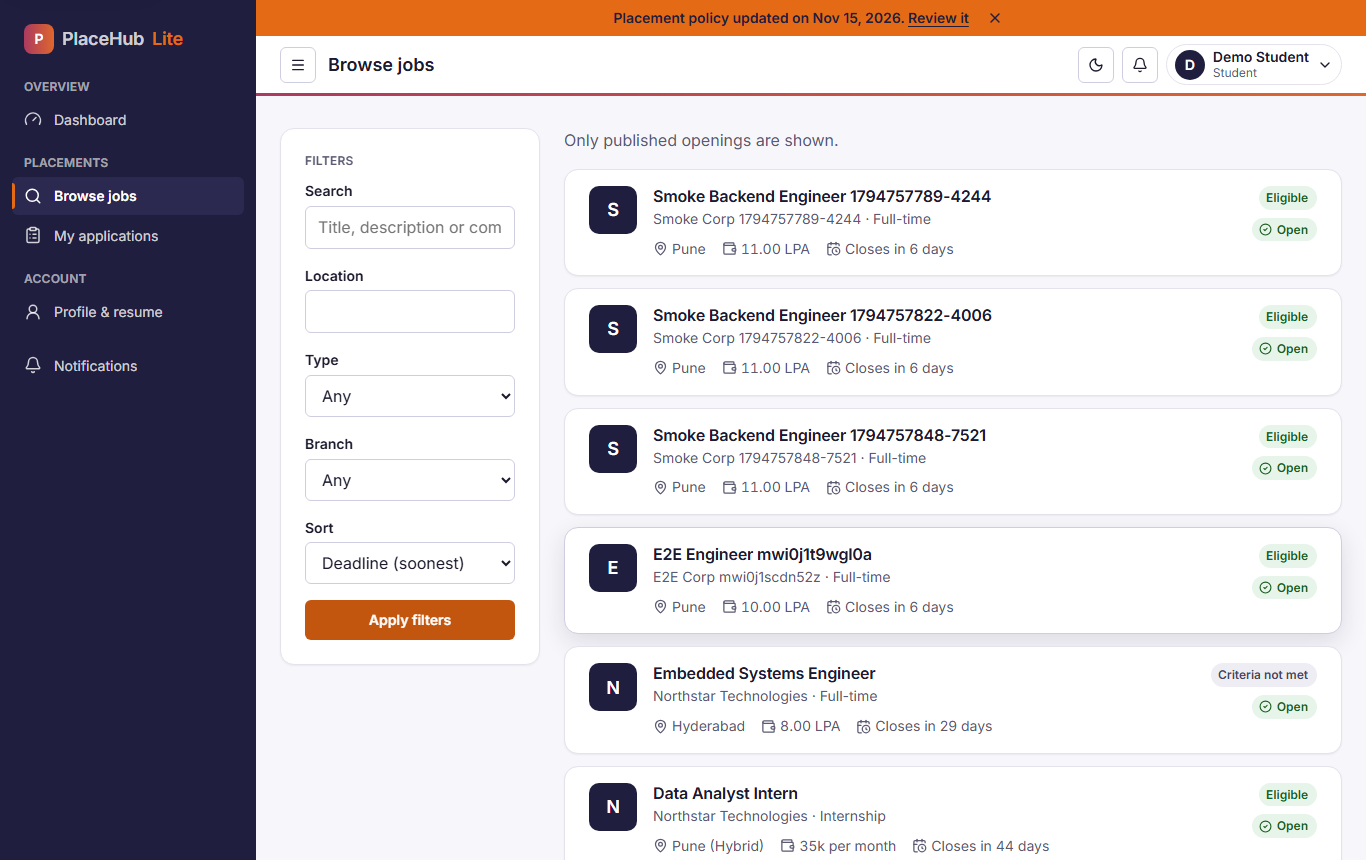 Placement policy updated on Nov 15, 2026. Review it
P PlaceHub Lite
OVERVIEW
Dashboard
PLACEMENTS
Browse jobs
My applications
ACCOUNT
Profile & resume
Notifications
Browse jobs
D Demo Student
Student
FILTERS
Search
Title, description or com
Location
Type
Any
Branch
Any
Sort
Deadline (soonest)
Apply filters
Only published openings are shown.
S
Smoke Backend Engineer 1794757789-4244
Smoke Corp 1794757789-4244 · Full-time
Pune 11.00 LPA Closes in 6 days
Eligible
Open
S
Smoke Backend Engineer 1794757822-4006
Smoke Corp 1794757822-4006 · Full-time
Pune 11.00 LPA Closes in 6 days
Eligible
Open
S
Smoke Backend Engineer 1794757848-7521
Smoke Corp 1794757848-7521 · Full-time
Pune 11.00 LPA Closes in 6 days
Eligible
Open
E
E2E Engineer mwi0j1t9wgl0a
E2E Corp mwi0j1scdn52z · Full-time
Pune 10.00 LPA Closes in 6 days
Eligible
Open
N
Embedded Systems Engineer
Northstar Technologies · Full-time
Hyderabad 8.00 LPA Closes in 29 days
Criteria not met
Open
N
Data Analyst Intern
Northstar Technologies · Internship
Pune (Hybrid) 35k per month Closes in 44 days
Eligible
Open